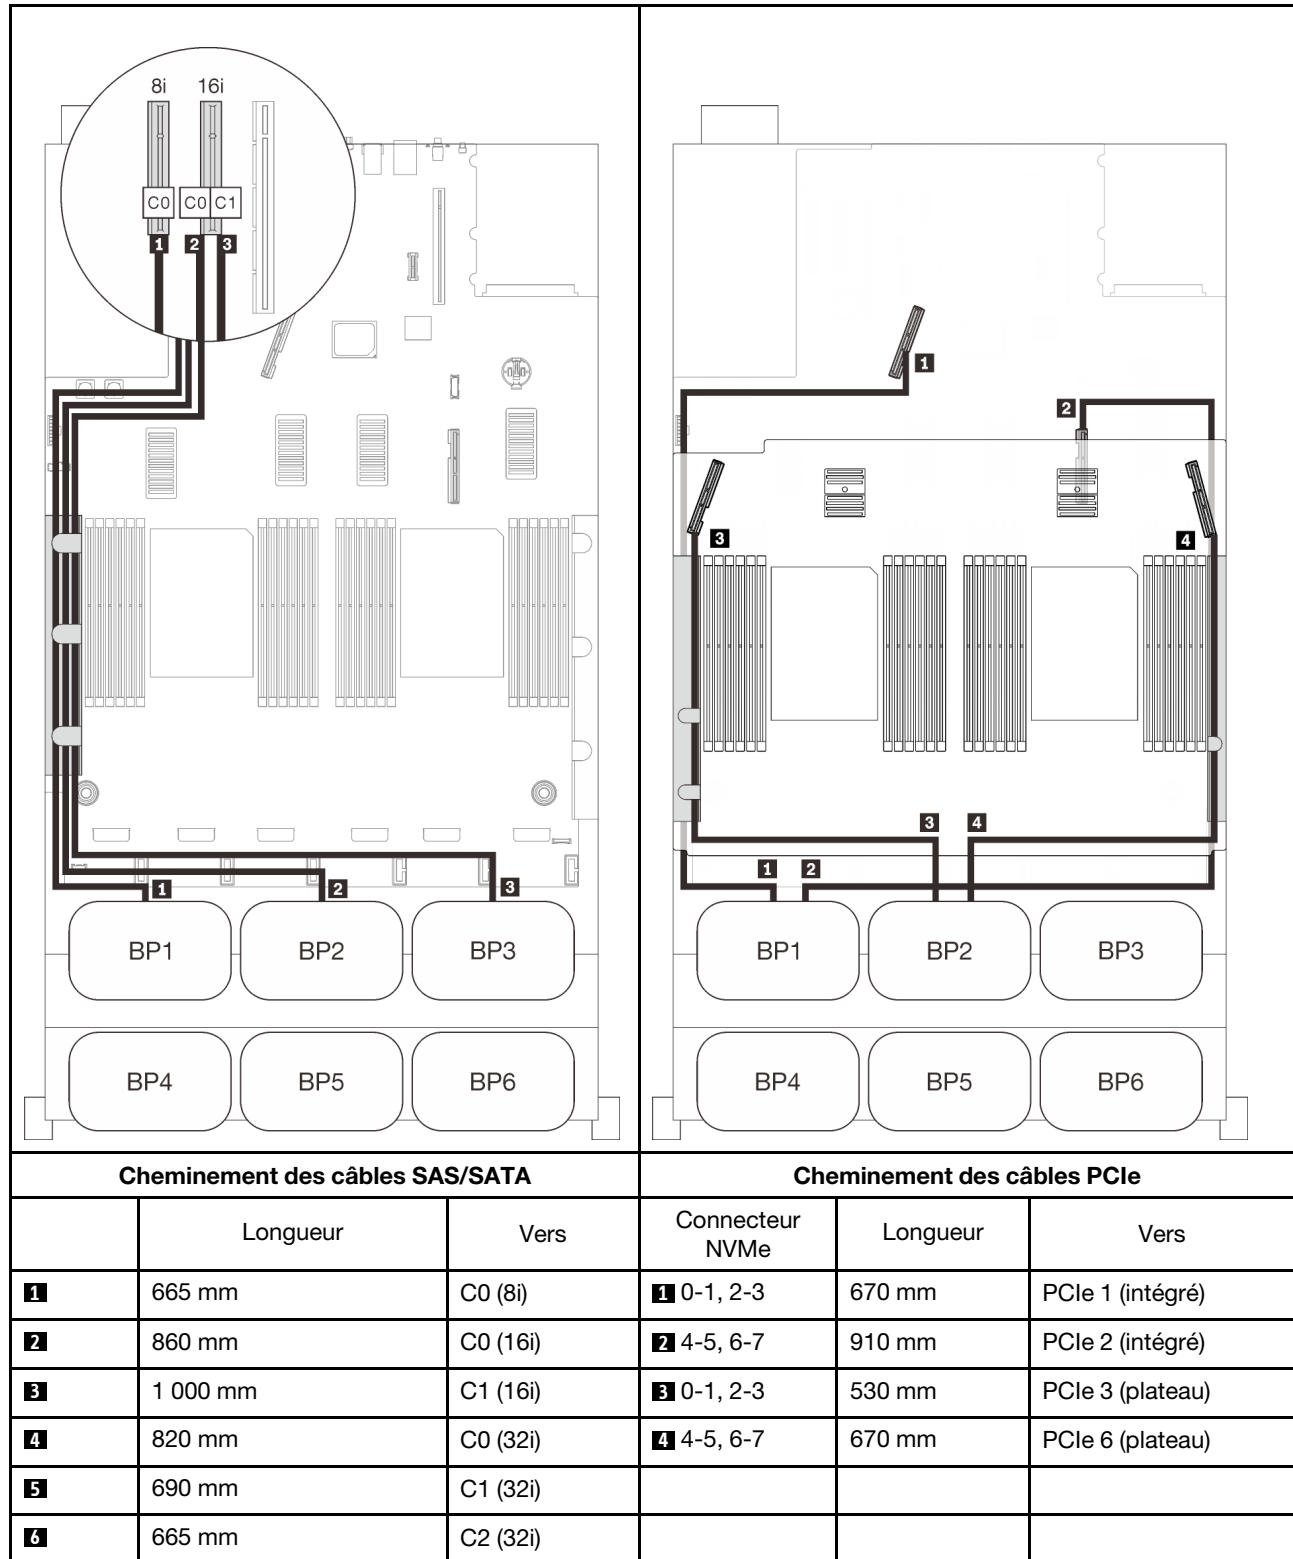 8i 16i
C0 C0 C1
1 2 3
1
2
3
4
3 4
1 2
1 2 3
BP1 BP2 BP3
BP4 BP5 BP6
BP1 BP2 BP3
BP4 BP5 BP6
Cheminement des câbles SAS/SATA
Longueur Vers
1 665 mm C0 (8i)
2 860 mm C0 (16i)
3 1 000 mm C1 (16i)
4 820 mm C0 (32i)
5 690 mm C1 (32i)
6 665 mm C2 (32i)
Cheminement des câbles PCIe
Connecteur
NVMe
Longueur Vers
1 0-1, 2-3 670 mm PCIe 1 (intégré)
2 4-5, 6-7 910 mm PCIe 2 (intégré)
3 0-1, 2-3 530 mm PCIe 3 (plateau)
4 4-5, 6-7 670 mm PCIe 6 (plateau)